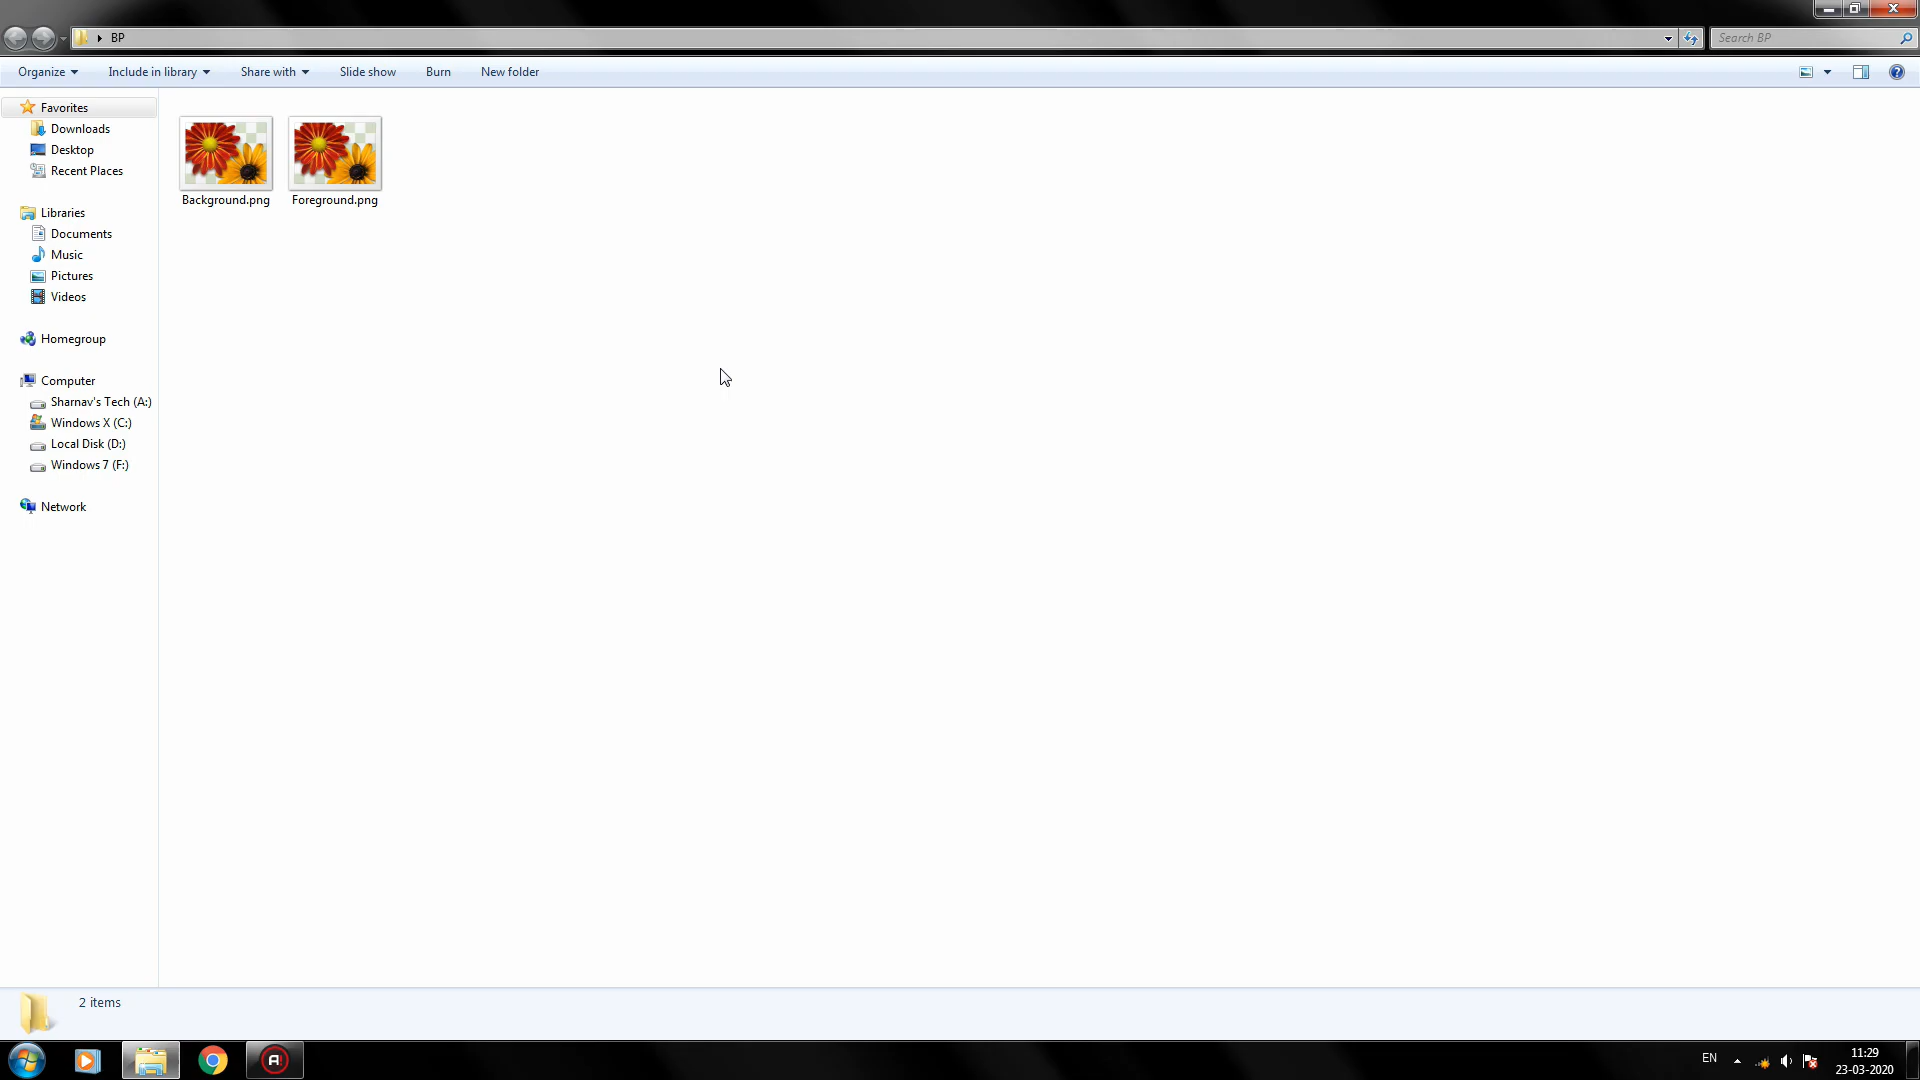 BP
Search BP
Organize
Include in library
Share with
Slide show
Burn
New folder
Favorites
Downloads
Desktop
Recent Places
Libraries
Documents
Music
Pictures
Videos
Homegroup
Computer
Sharnav's Tech (A:)
Windows X (C:)
Local Disk (D:)
Windows 7 (F:)
Network
Background.png
Foreground.png
2 items
EN
11:29
23-03-2020